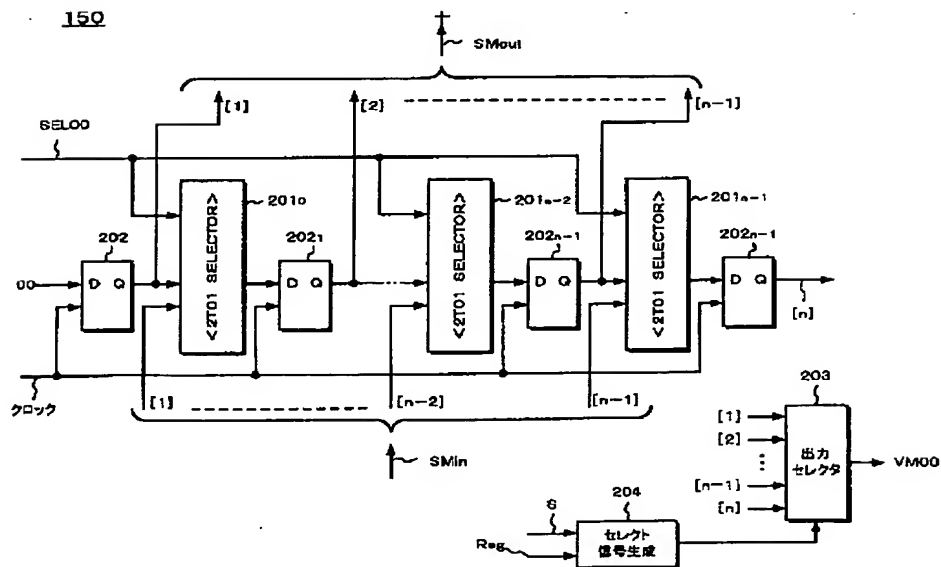 150
SMout
[1]
[2]
[n-1]
SEL00
201₀
201ₙ₋₂
201ₙ₋₁
202
202₁
202ₙ₋₁
202ₙ₋₁
<2TO1 SELECTOR>
<2TO1 SELECTOR>
<2TO1 SELECTOR>
00
D Q
D Q
D Q
D Q
[n]
クロック
[1]
[n-2]
[n-1]
SMin
203
[1]
[2]
[n-1]
[n]
出力
セレクタ
VM00
204
S
Reg
セレクト
信号生成